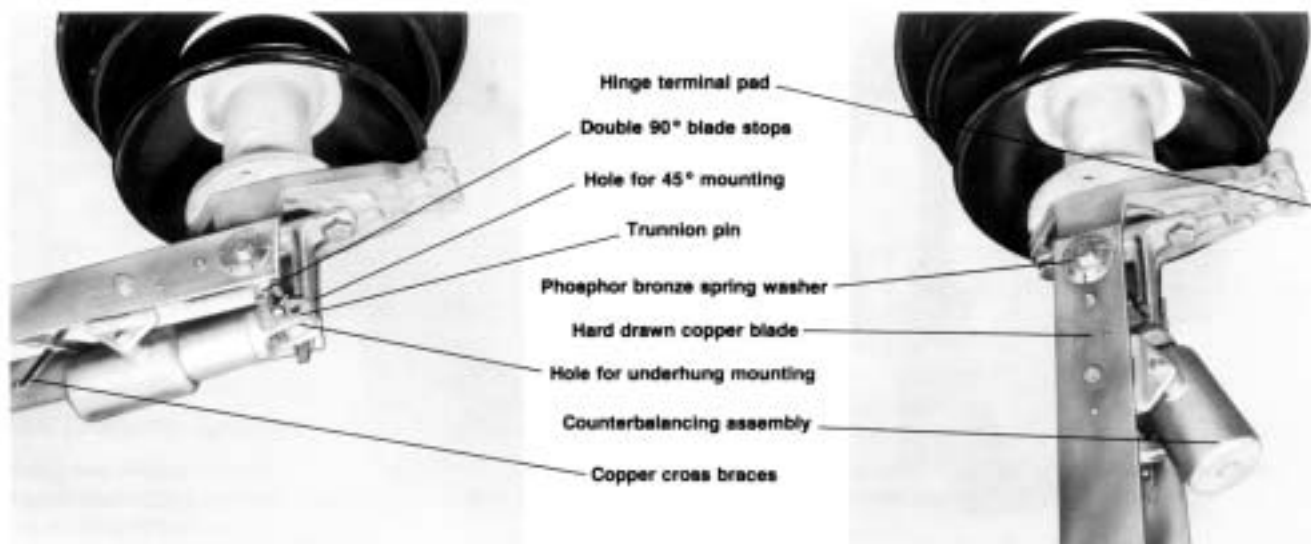 Hinge terminal pad
Double 90° blade stops
Hole for 45° mounting
Trunnion pin
Phosphor bronze spring washer
Hard drawn copper blade
Hole for underhung mounting
Counterbalancing assembly
Copper cross braces